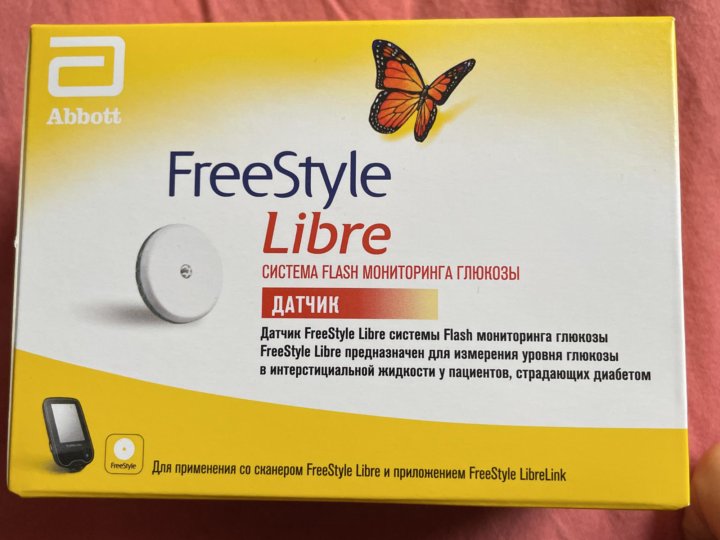 Abbott
FreeStyle
Libre
СИСТЕМА FLASH МОНИТОРИНГА ГЛЮКОЗЫ
ДАТЧИК
Датчик FreeStyle Libre системы Flash мониторинга глюкозы
FreeStyle Libre предназначен для измерения уровня глюкозы
в интерстициальной жидкости у пациентов, страдающих диабетом
FreeStyle
Для применения со сканером FreeStyle Libre и приложением FreeStyle LibreLink